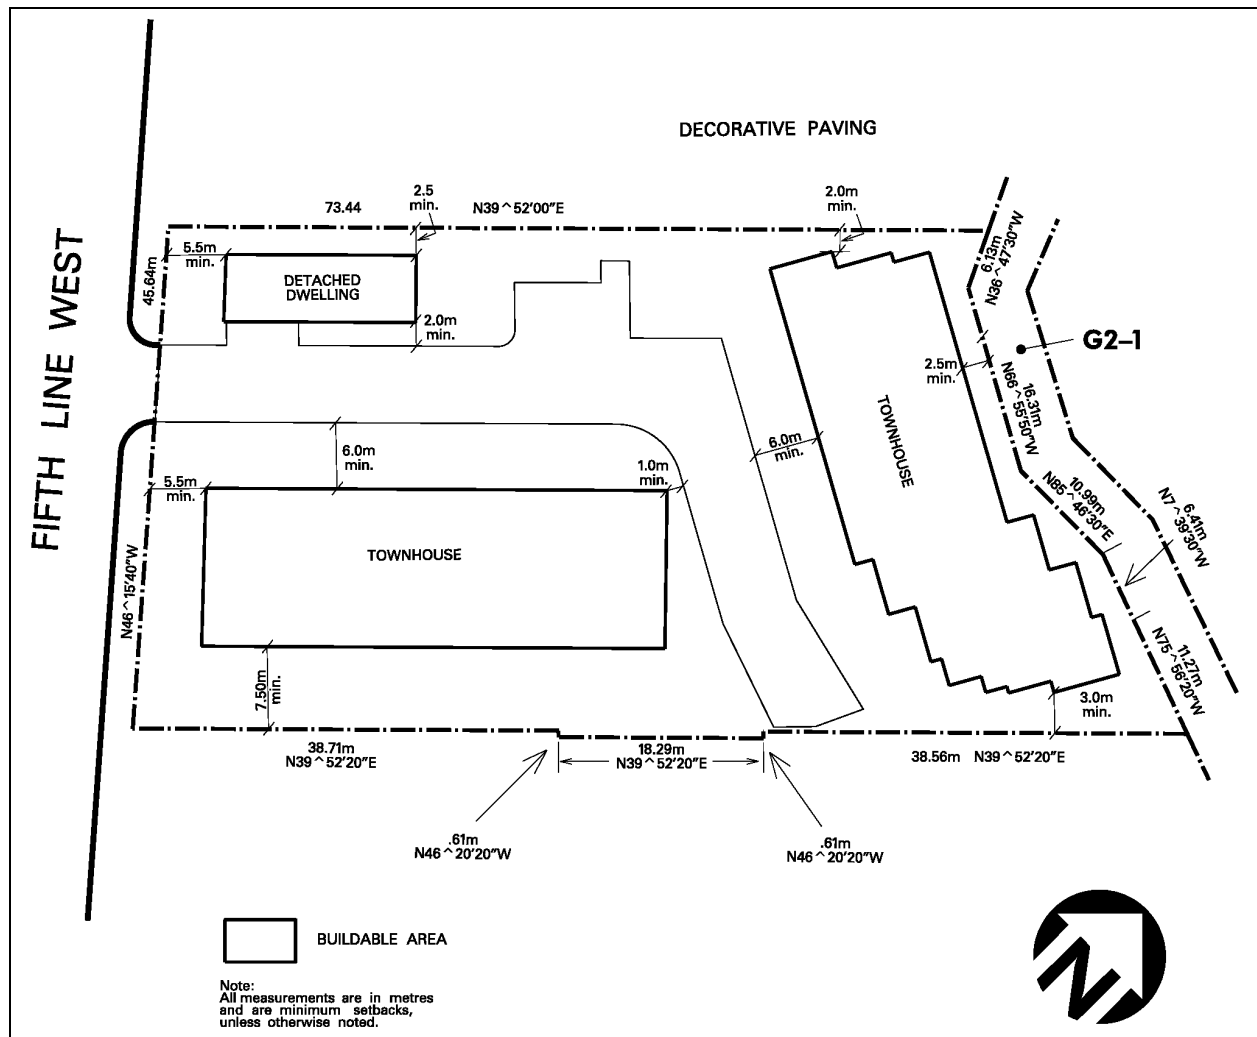 DECORATIVE PAVING
2.5
min.
2.0m
min.
73.44
N39^52'00"E
6.13m
N36^47'30"W
5.5m
min.
45.64m
DETACHED
DWELLING
2.0m
min.
FIFTH LINE WEST
G2–1
2.5m
min.
16.31m
N66^55'50"W
TOWNHOUSE
6.0m
min.
6.0m
min.
1.0m
min.
5.5m
min.
10.99m
N85^46'30"E
6.41m
N7^39'30"W
TOWNHOUSE
N46^15'40"W
7.50m
min.
11.27m
N75^56'20"W
3.0m
min.
38.71m
N39^52'20"E
18.29m
N39^52'20"E
38.56m N39^52'20"E
.61m
N46^20'20"W
.61m
N46^20'20"W
BUILDABLE AREA
N
Note:
All measurements are in metres
and are minimum setbacks,
unless otherwise noted.